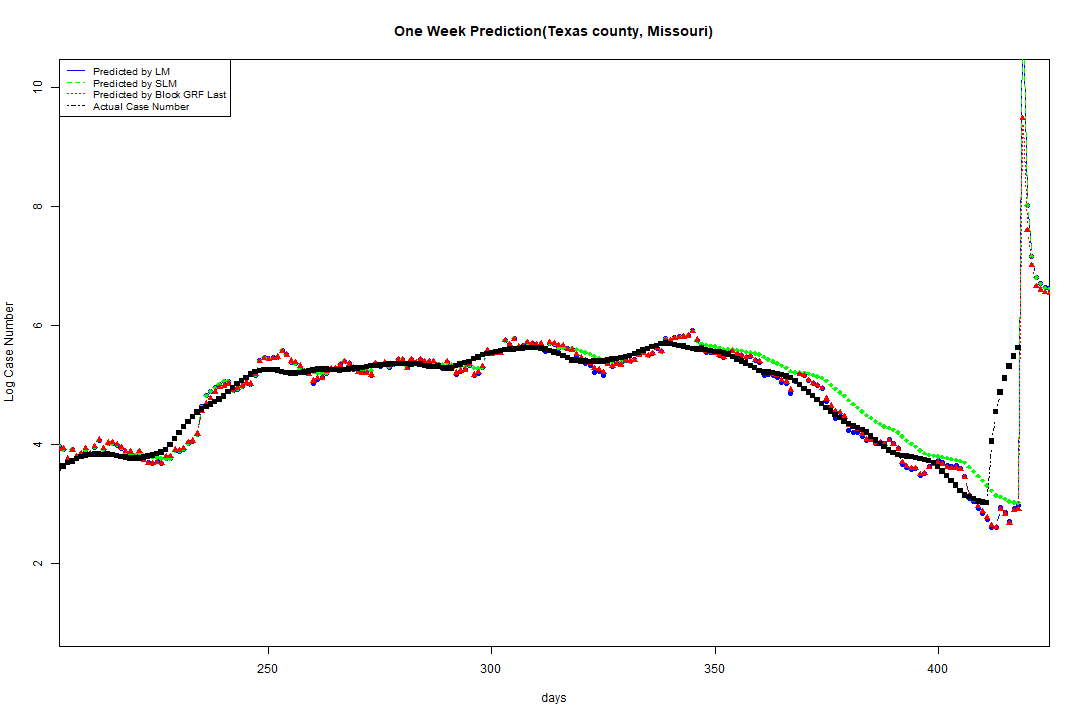 One Week Prediction(Texas county, Missouri)
Predicted by LM
Predicted by SLM
Predicted by Block GRF Last
Actual Case Number
Log Case Number
10
8
6
4
2
250
300
350
400
days